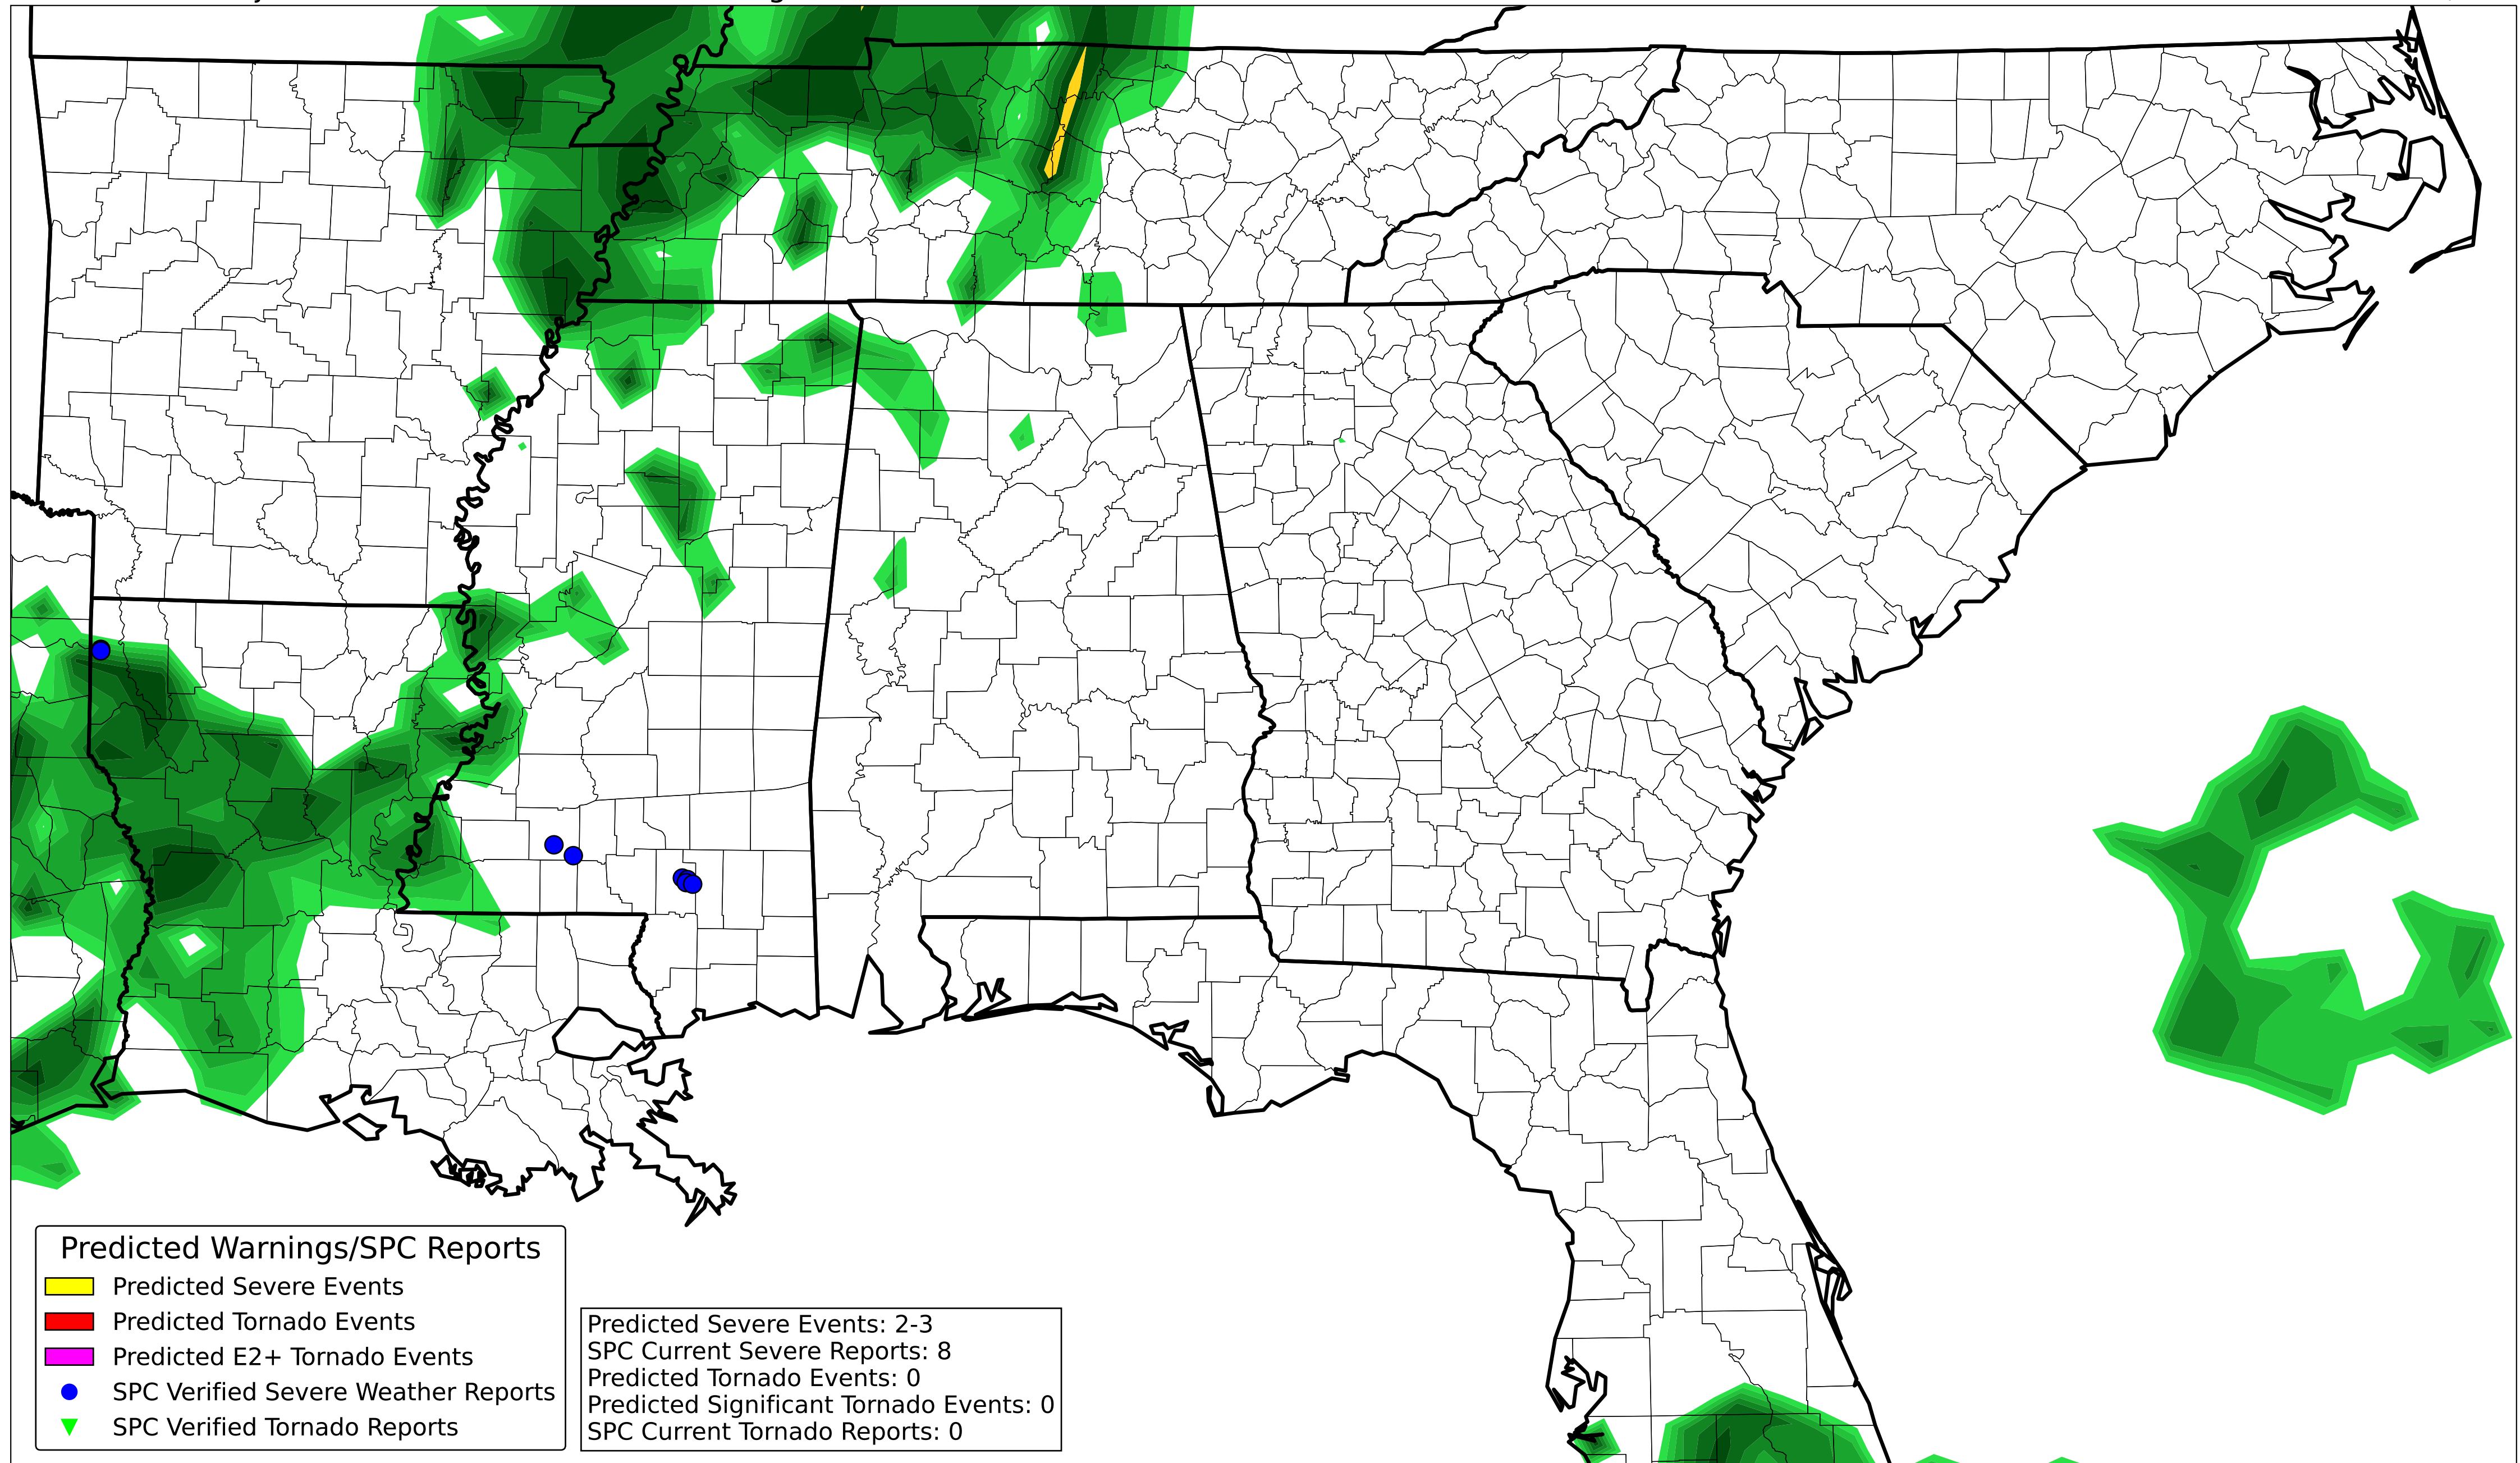 Predicted Warnings/SPC Reports
Predicted Severe Events
Predicted Tornado Events
Predicted E2+ Tornado Events
SPC Verified Severe Weather Reports
SPC Verified Tornado Reports
Predicted Severe Events: 2-3
SPC Current Severe Reports: 8
Predicted Tornado Events: 0
Predicted Significant Tornado Events: 0
SPC Current Tornado Reports: 0